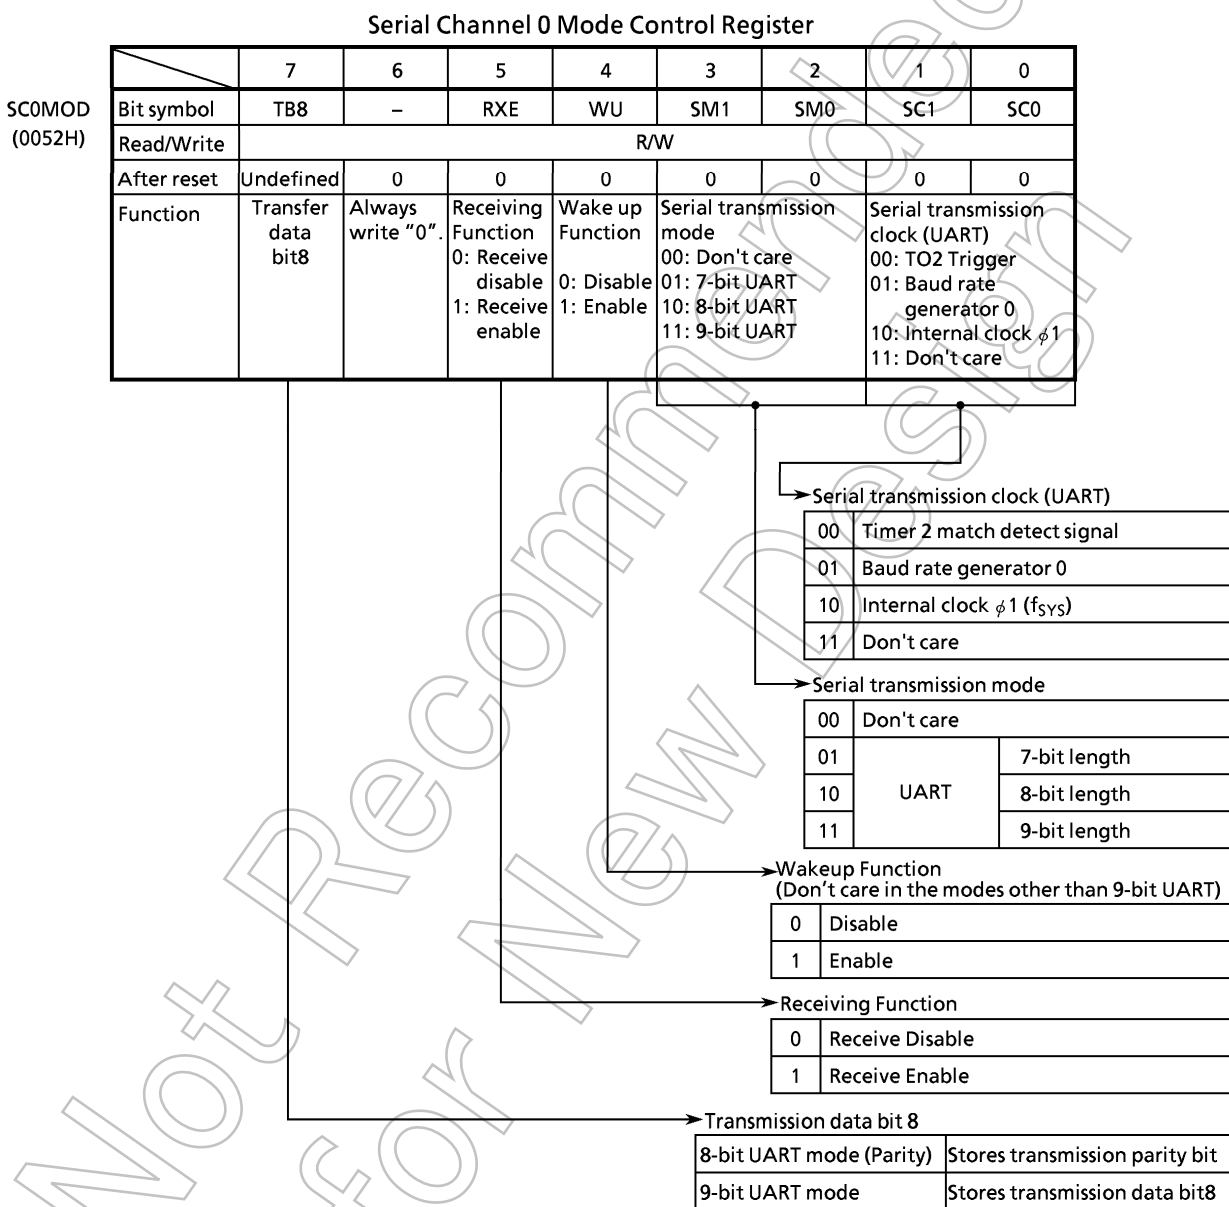 Serial Channel 0 Mode Control Register
7 6 5 4 3 2 1 0
SC0MOD
(0052H)
Bit symbol TB8 – RXE WU SM1 SM0 SC1 SC0
Read/Write R/W
After reset Undefined 0 0 0 0 0 0 0
Function
Transfer
data
bit8
Always
write "0".
Receiving
Function
0: Receive
disable
1: Receive
enable
Wake up
Function
0: Disable
1: Enable
Serial transmission
mode
00: Don't care
01: 7-bit UART
10: 8-bit UART
11: 9-bit UART
Serial transmission
clock (UART)
00: TO2 Trigger
01: Baud rate
generator 0
10: Internal clock ϕ1
11: Don't care
Serial transmission clock (UART)
00 Timer 2 match detect signal
01 Baud rate generator 0
10 Internal clock ϕ1 (fSYS)
11 Don't care
Serial transmission mode
00 Don't care
01 UART 7-bit length
10 8-bit length
11 9-bit length
Wakeup Function
(Don't care in the modes other than 9-bit UART)
0 Disable
1 Enable
Receiving Function
0 Receive Disable
1 Receive Enable
Transmission data bit 8
8-bit UART mode (Parity) Stores transmission parity bit
9-bit UART mode Stores transmission data bit8
Not Recommended
for New Design